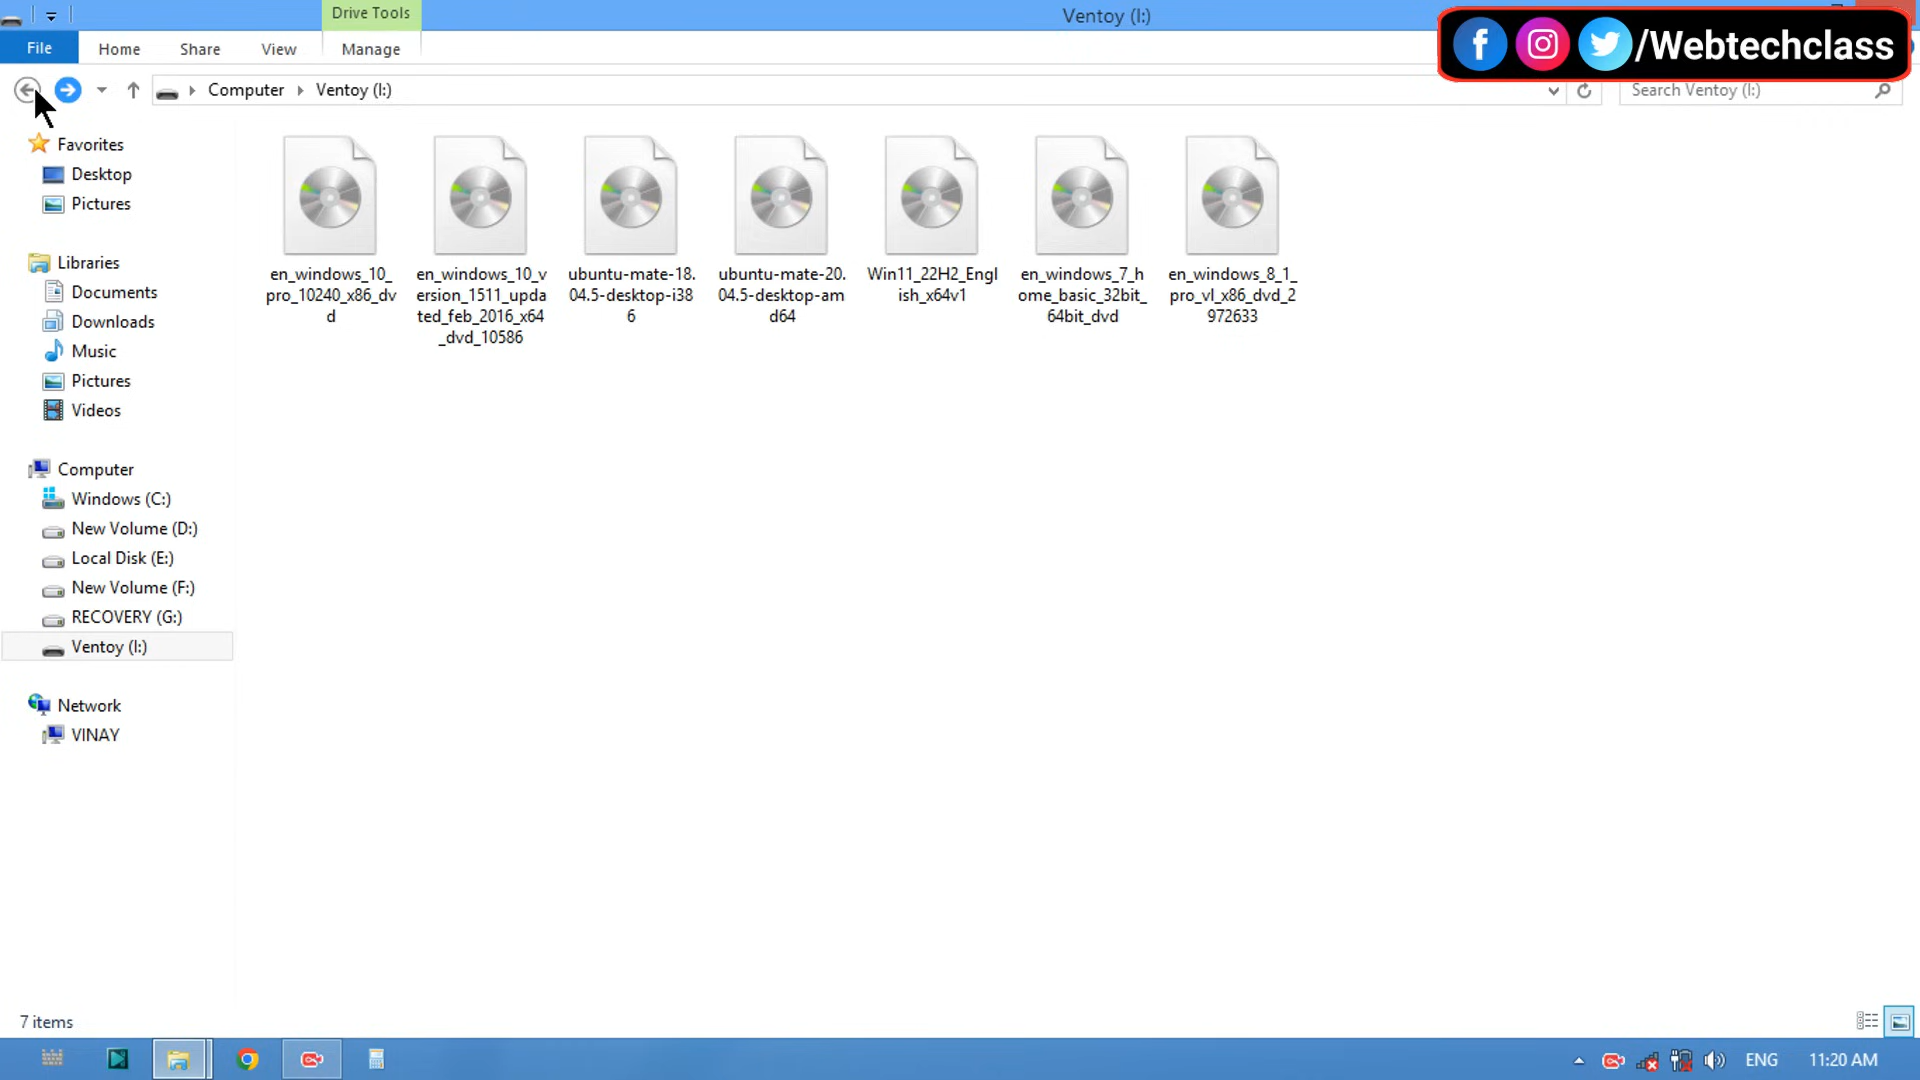 Drive Tools
Ventoy (I:)
File
Home
Share
View
Manage
/Webtechclass
Computer
Ventoy (I:)
Search Ventoy (I:)
Favorites
Desktop
Pictures
Libraries
Documents
Downloads
Music
Pictures
Videos
Computer
Windows (C:)
New Volume (D:)
Local Disk (E:)
New Volume (F:)
RECOVERY (G:)
Ventoy (I:)
Network
VINAY
en_windows_10_
pro_10240_x86_dv
d
en_windows_10_v
ersion_1511_upda
ted_feb_2016_x64
_dvd_10586
ubuntu-mate-18.
04.5-desktop-i38
6
ubuntu-mate-20.
04.5-desktop-am
d64
Win11_22H2_Engl
ish_x64v1
en_windows_7_h
ome_basic_32bit_
64bit_dvd
en_windows_8_1_
pro_vl_x86_dvd_2
972633
7 items
ENG
11:20 AM